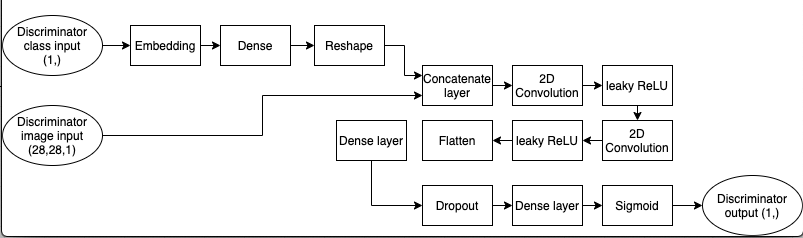 Discriminator
class input
(1,)
Embedding
Dense
Reshape
Concatenate
layer
2D
Convolution
leaky ReLU
Discriminator
image input
(28,28,1)
Dense layer
Flatten
leaky ReLU
2D
Convolution
Dropout
Dense layer
Sigmoid
Discriminator
output (1,)